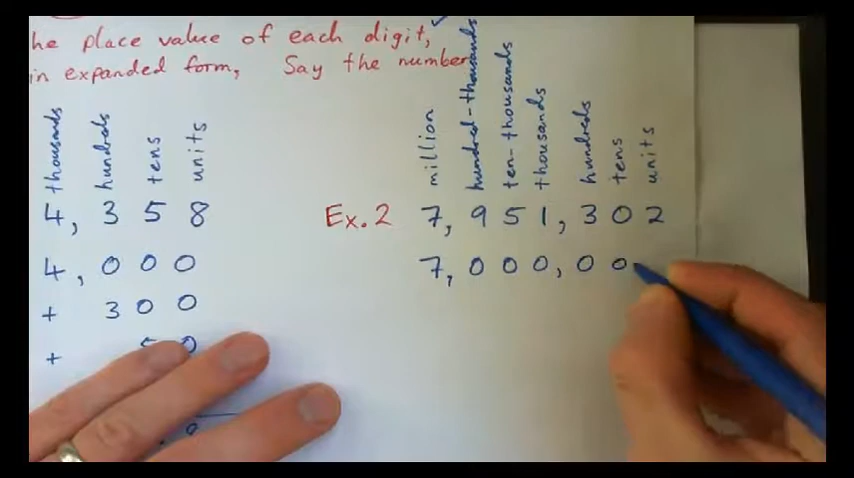 he place value of each digit,
in expanded form, Say the number
thousands hundreds tens units
4, 3 5 8
4, 0 0 0
+ 3 0 0
+ 5 0
million hundred-thousands ten-thousands thousands hundreds tens units
Ex. 2 7, 9 5 1, 3 0 2
7, 0 0 0, 0 0